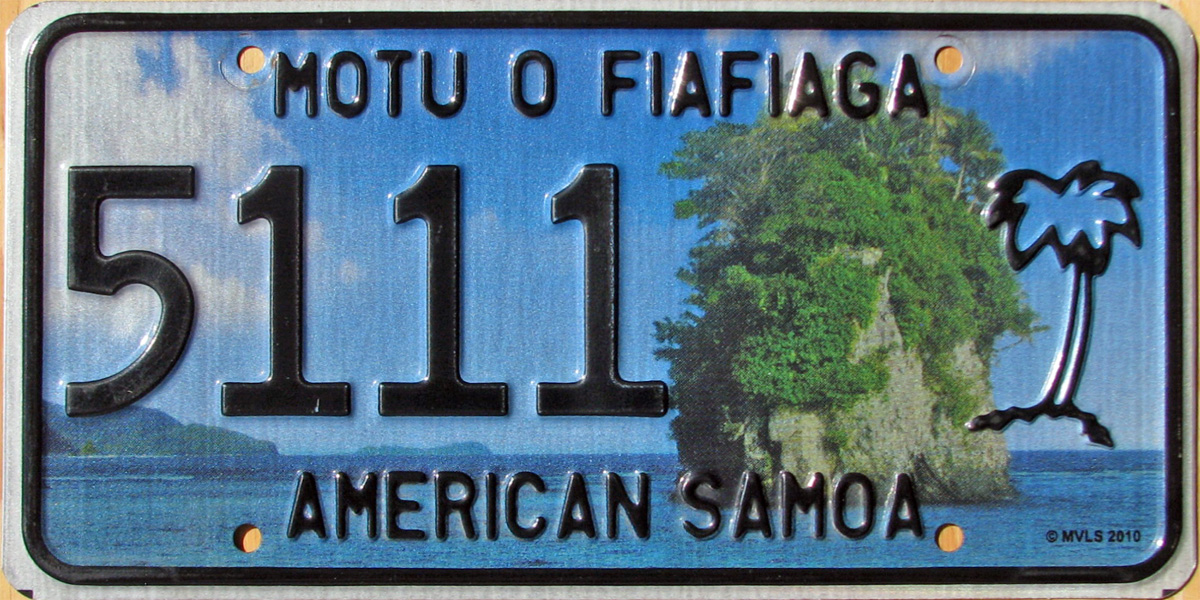 MOTU O FIAFIAGA
5111
AMERICAN SAMOA
© MVLS 2010